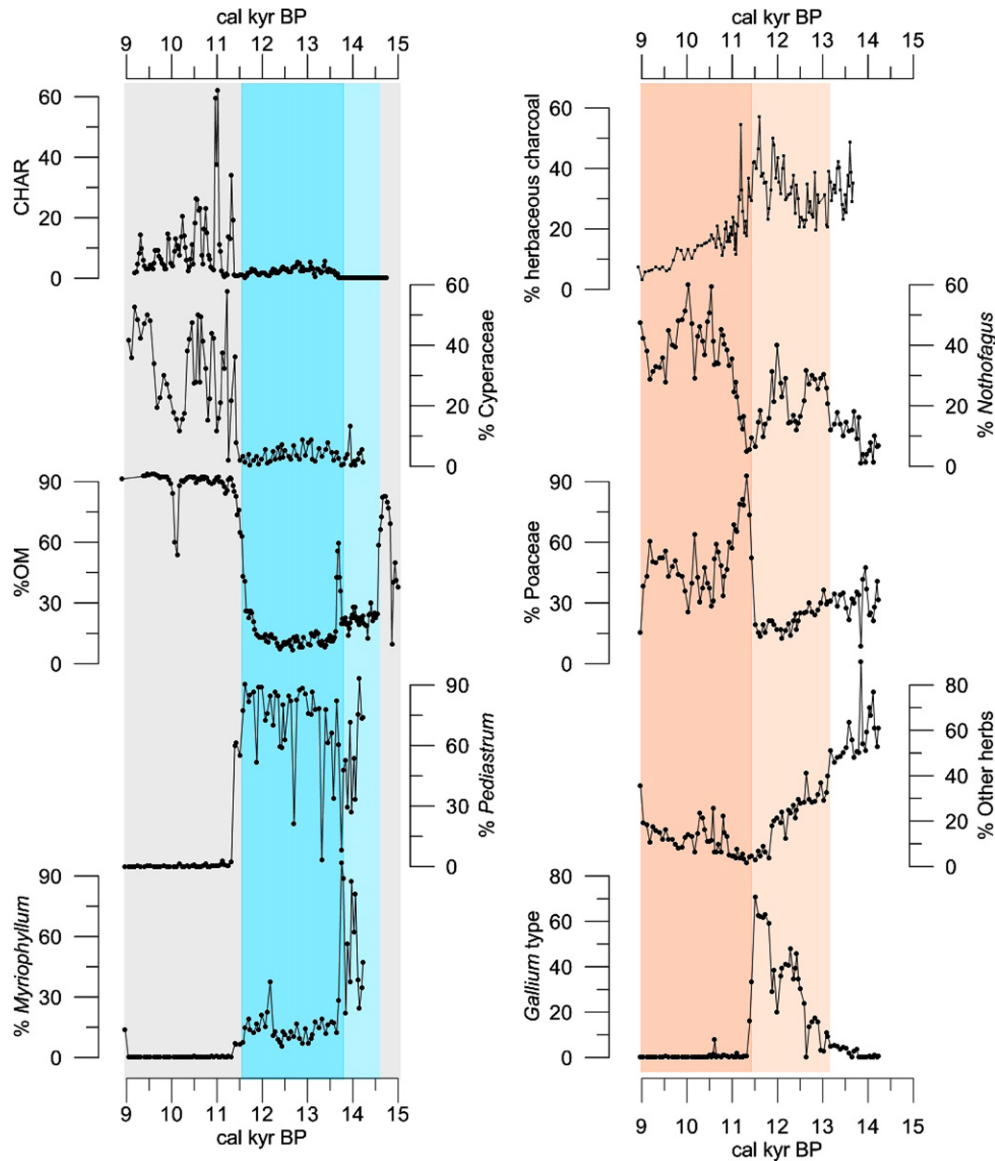 cal kyr BP
9 10 11 12 13 14 15
60
40
20
0
CHAR
60
40
20
0
% Cyperaceae
90
60
30
0
%OM
90
60
30
0
% Pediastrum
90
60
30
0
% Myriophyllum
9 10 11 12 13 14 15
cal kyr BP
cal kyr BP
9 10 11 12 13 14 15
60
40
20
0
% herbaceous charcoal
60
40
20
0
% Nothofagus
90
60
30
0
% Poaceae
80
60
40
20
0
% Other herbs
80
60
40
20
0
Gallium type
9 10 11 12 13 14 15
cal kyr BP